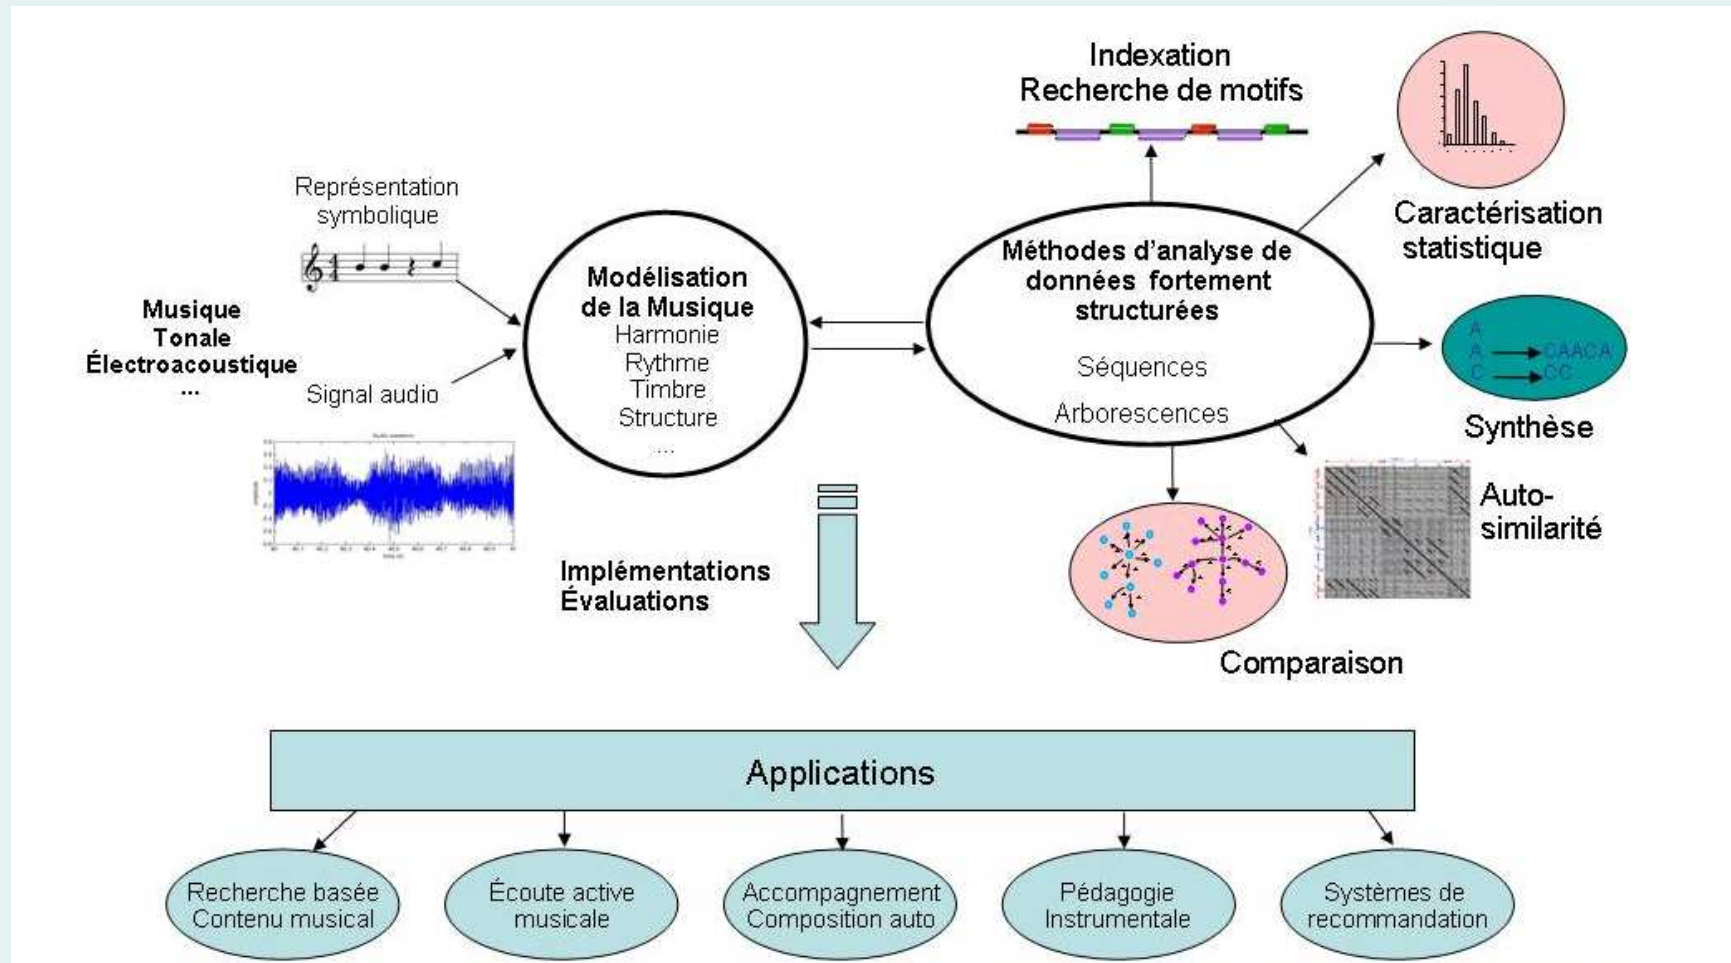 Indexation
Recherche de motifs
Caractérisation
statistique
Représentation
symbolique
Musique
Tonale
Électroacoustique
...
Signal audio
Modélisation
de la Musique
Harmonie
Rythme
Timbre
Structure
...
Méthodes d'analyse de
données fortement
structurées
Séquences
Arborescences
A
A CAACA
C CC
Synthèse
Auto-
similarité
Comparaison
Implémentations
Évaluations
Applications
Recherche basée
Contenu musical
Écoute active
musicale
Accompagnement
Composition auto
Pédagogie
Instrumentale
Systèmes de
recommandation